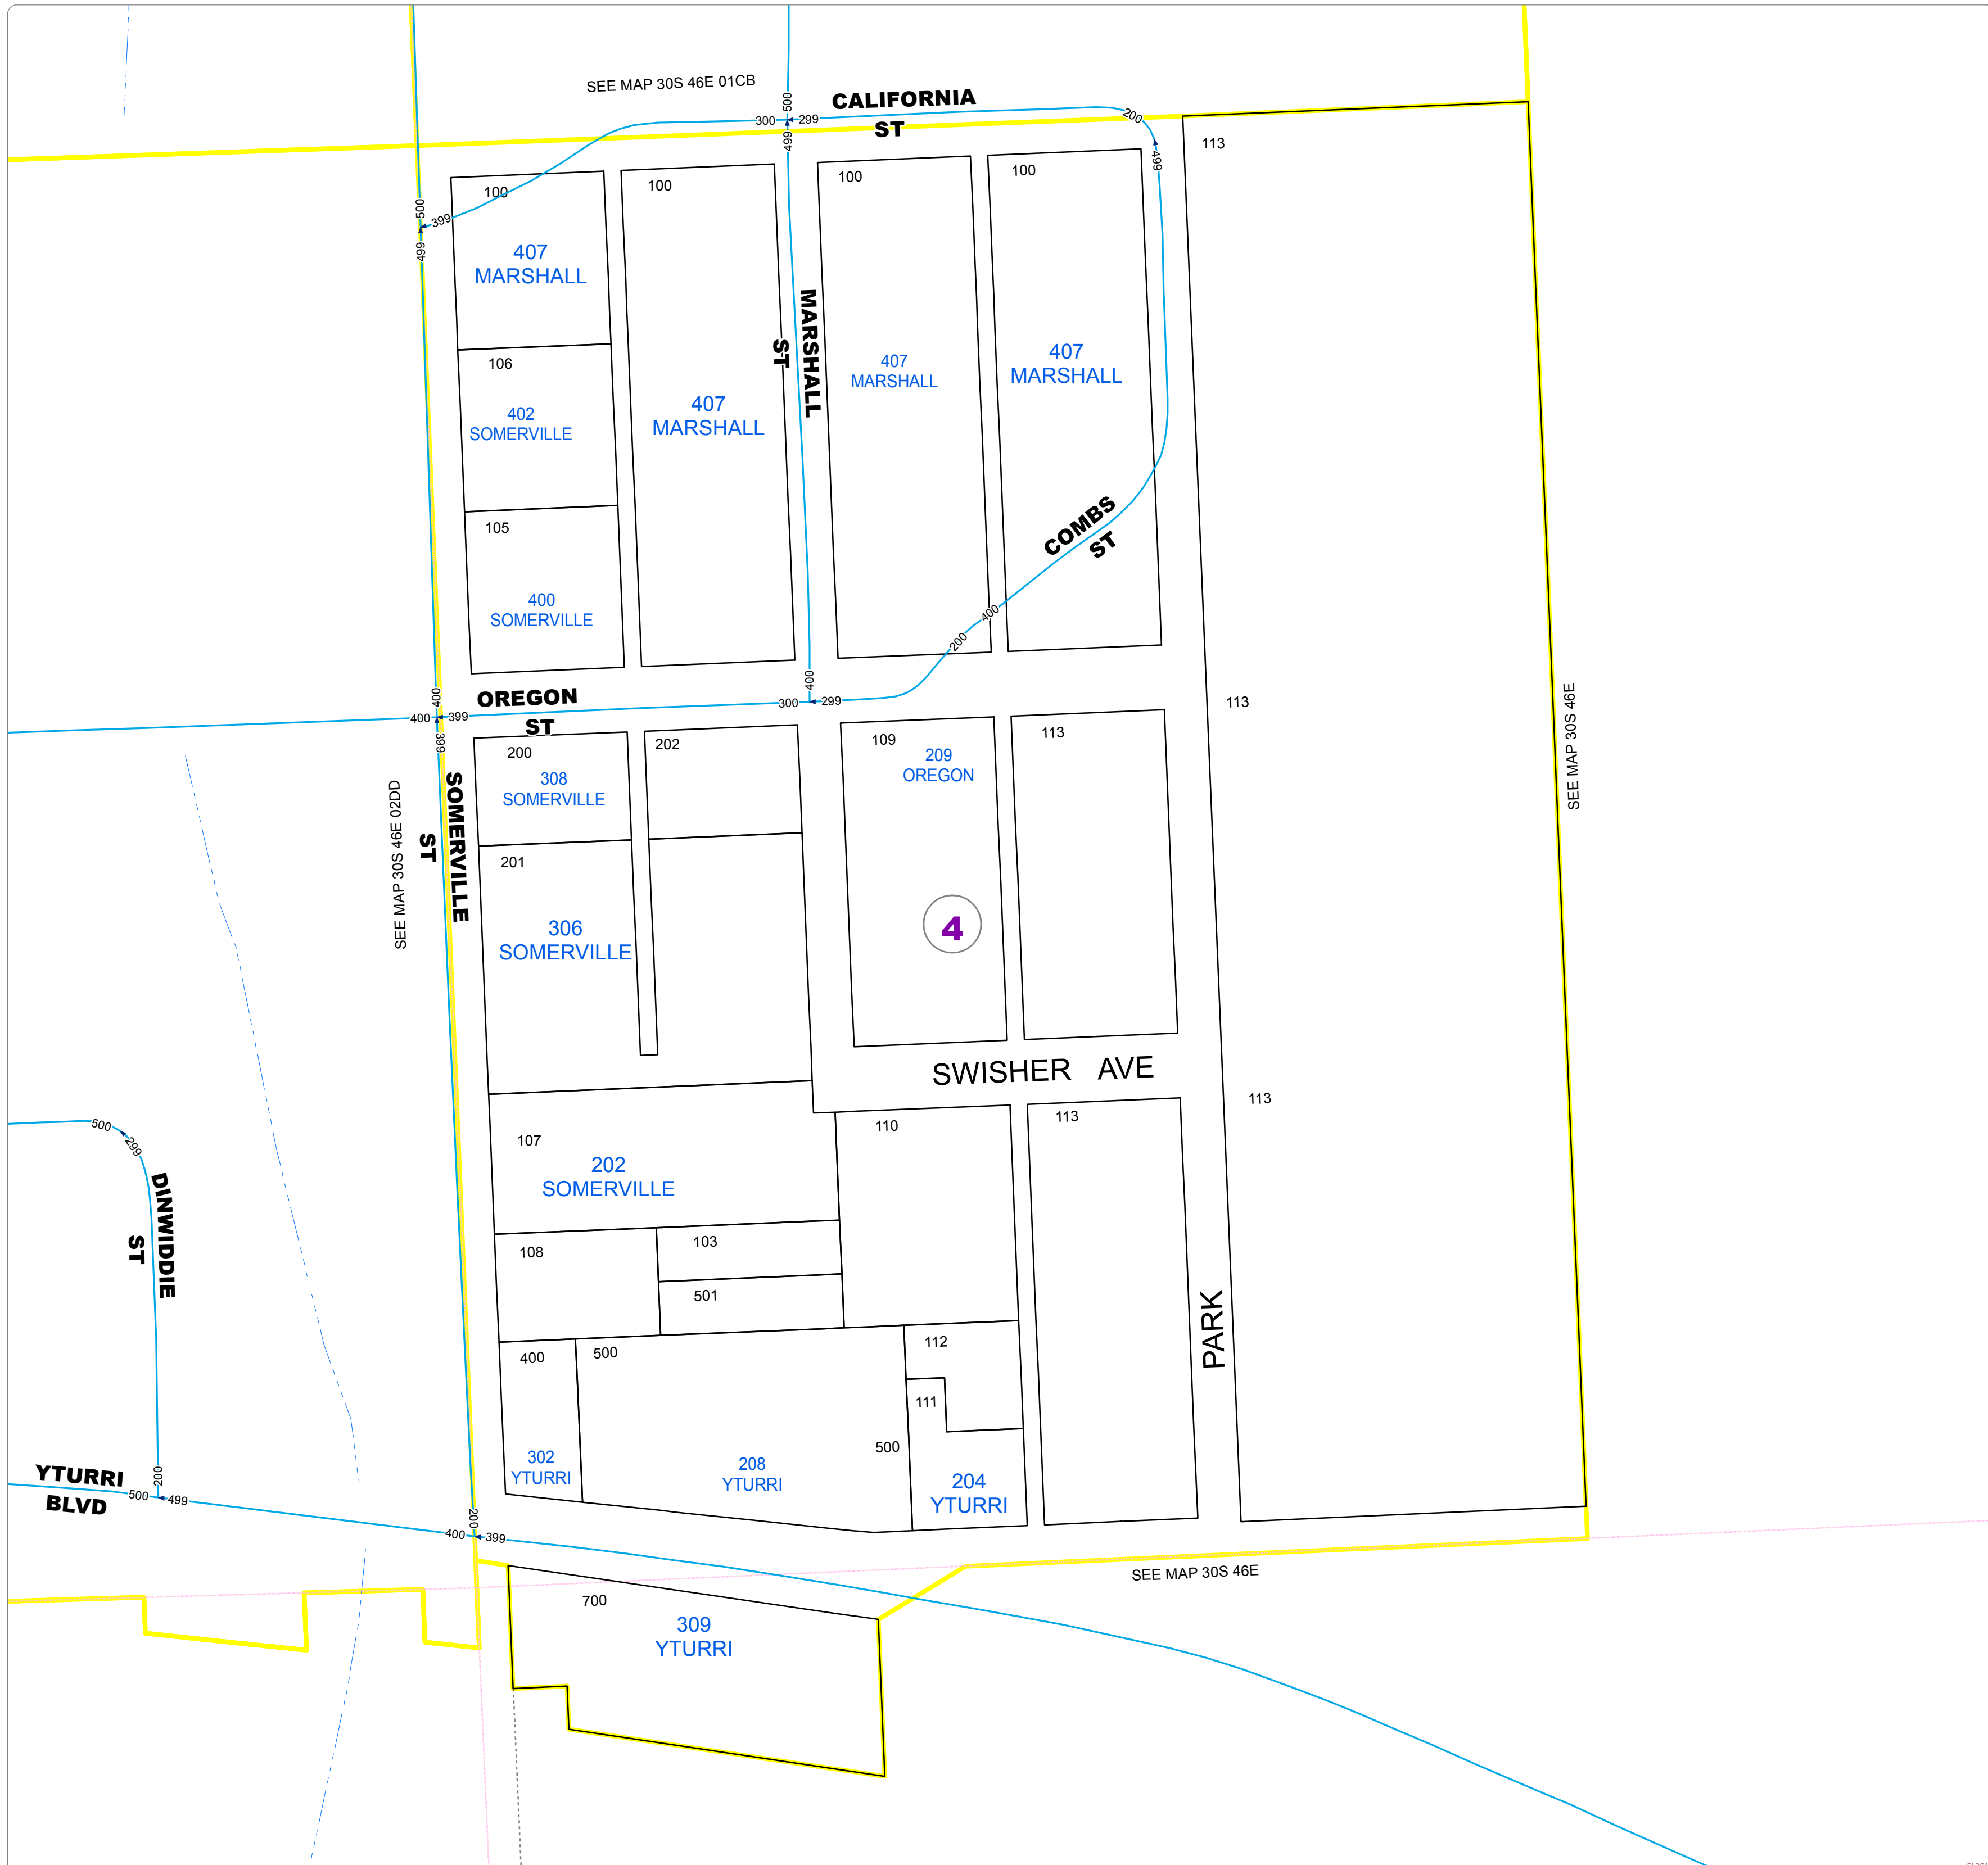 SEE MAP 30S 46E 01CB
CALIFORNIA
ST
500
300
299
499
200
499
113
100
100
100
100
500
399
499
407
MARSHALL
106
402
SOMERVILLE
105
400
SOMERVILLE
407
MARSHALL
MARSHALL
ST
407
MARSHALL
407
MARSHALL
COMBS
ST
400
200
400
300
299
OREGON
ST
400
400
399
399
113
SEE MAP 30S 46E
SOMERVILLE
ST
SEE MAP 30S 46E 02DD
200
308
SOMERVILLE
202
109
209
OREGON
113
201
306
SOMERVILLE
4
SWISHER AVE
113
113
110
107
202
SOMERVILLE
500
299
DINWIDDIE
ST
108
103
501
PARK
400
500
112
111
500
302
YTURRI
208
YTURRI
204
YTURRI
YTURRI
BLVD
200
500
499
200
400
399
SEE MAP 30S 46E
700
309
YTURRI